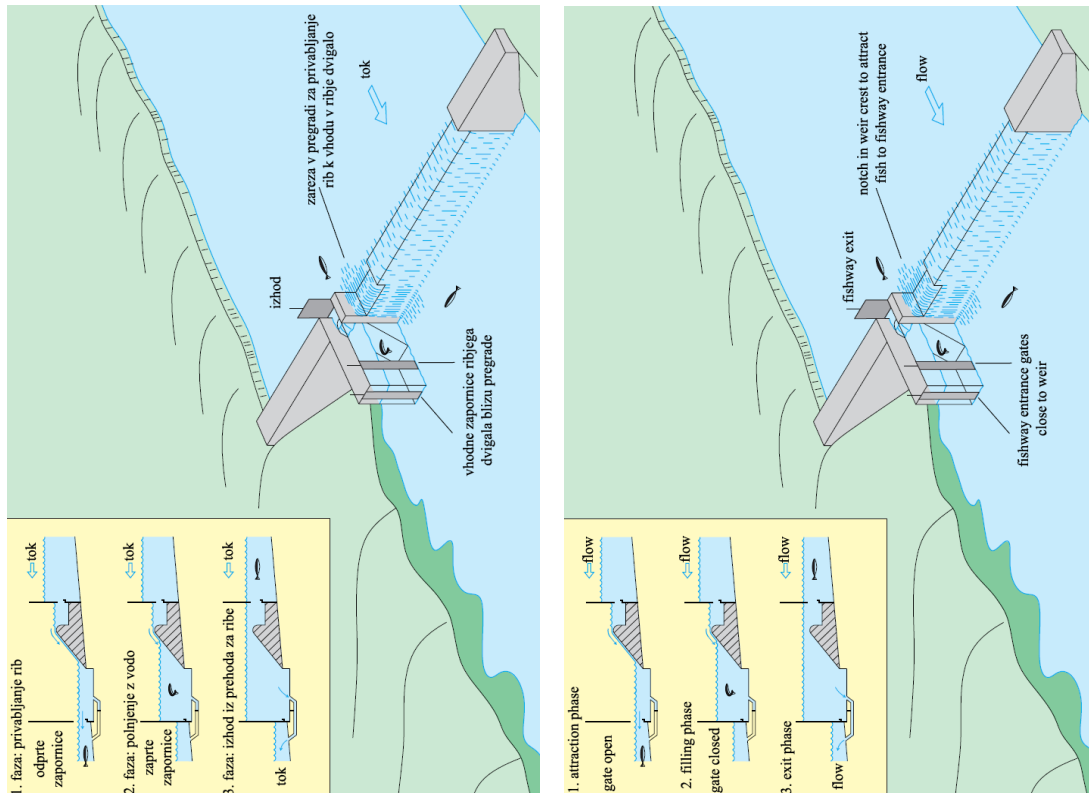 1. faza: privabljanje rib
odprte
zapornice
tok
2. faza: polnjenje z vodo
zaprte
zapornice
tok
3. faza: izhod iz prehoda za ribe
tok
tok
vhodne zapornice ribjega
dvigala blizu pregrade
izhod
zareza v pregradi za privabljanje
rib k vhodu v ribje dvigalo
tok
1. attraction phase
gate open
flow
2. filling phase
gate closed
flow
3. exit phase
flow
flow
fishway entrance gates
close to weir
fishway exit
notch in weir crest to attract
fish to fishway entrance
flow